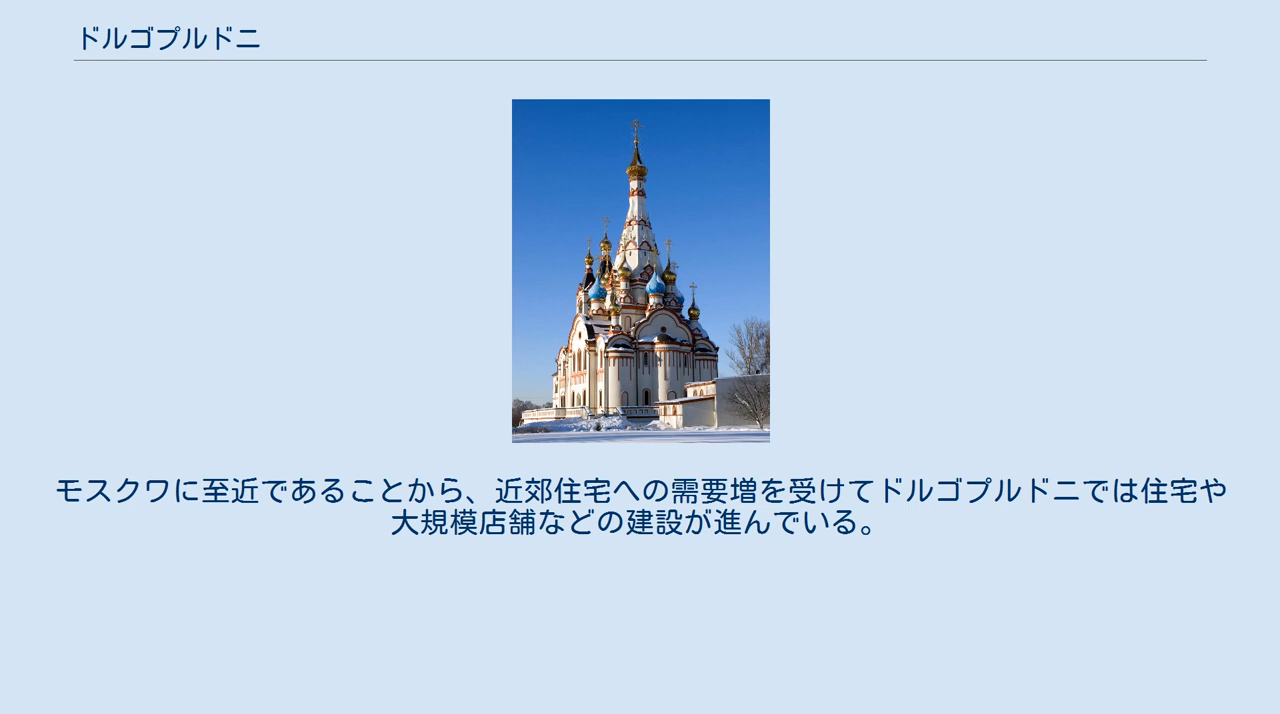 ドルゴプルドニ
モスクワに至近であることから、近郊住宅への需要増を受けてドルゴプルドニでは住宅や
大規模店舗などの建設が進んでいる。